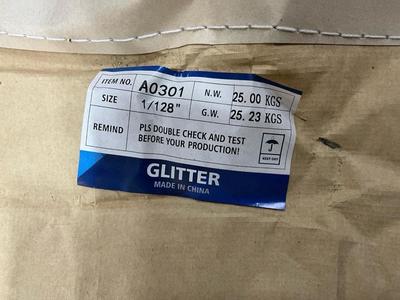 ITEM NO. A0301 N.W. 25.00 KGS
SIZE 1/128" G.W. 25.23 KGS
REMIND PLS DOUBLE CHECK AND TEST
BEFORE YOUR PRODUCTION!
KEEP DRY
GLITTER
MADE IN CHINA